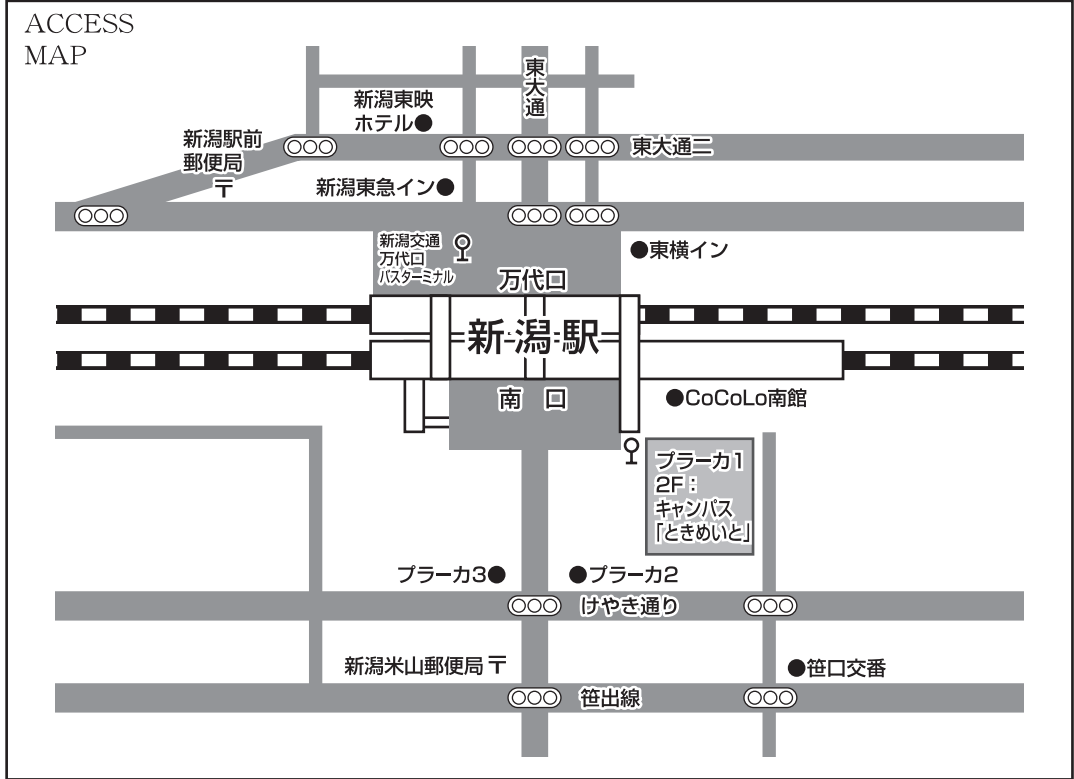 ACCESS
MAP
東大通
新潟東映
ホテル●
新潟駅前
郵便局
〒
東大通二
新潟東急イン●
新潟交通
万代口
バスターミナル
●東横イン
万代口
新潟駅
南 口
●CoCoLo南館
プラーカ1
2F：
キャンパス
「ときめいと」
プラーカ3●
●プラーカ2
けやき通り
新潟米山郵便局〒
●笹口交番
笹出線